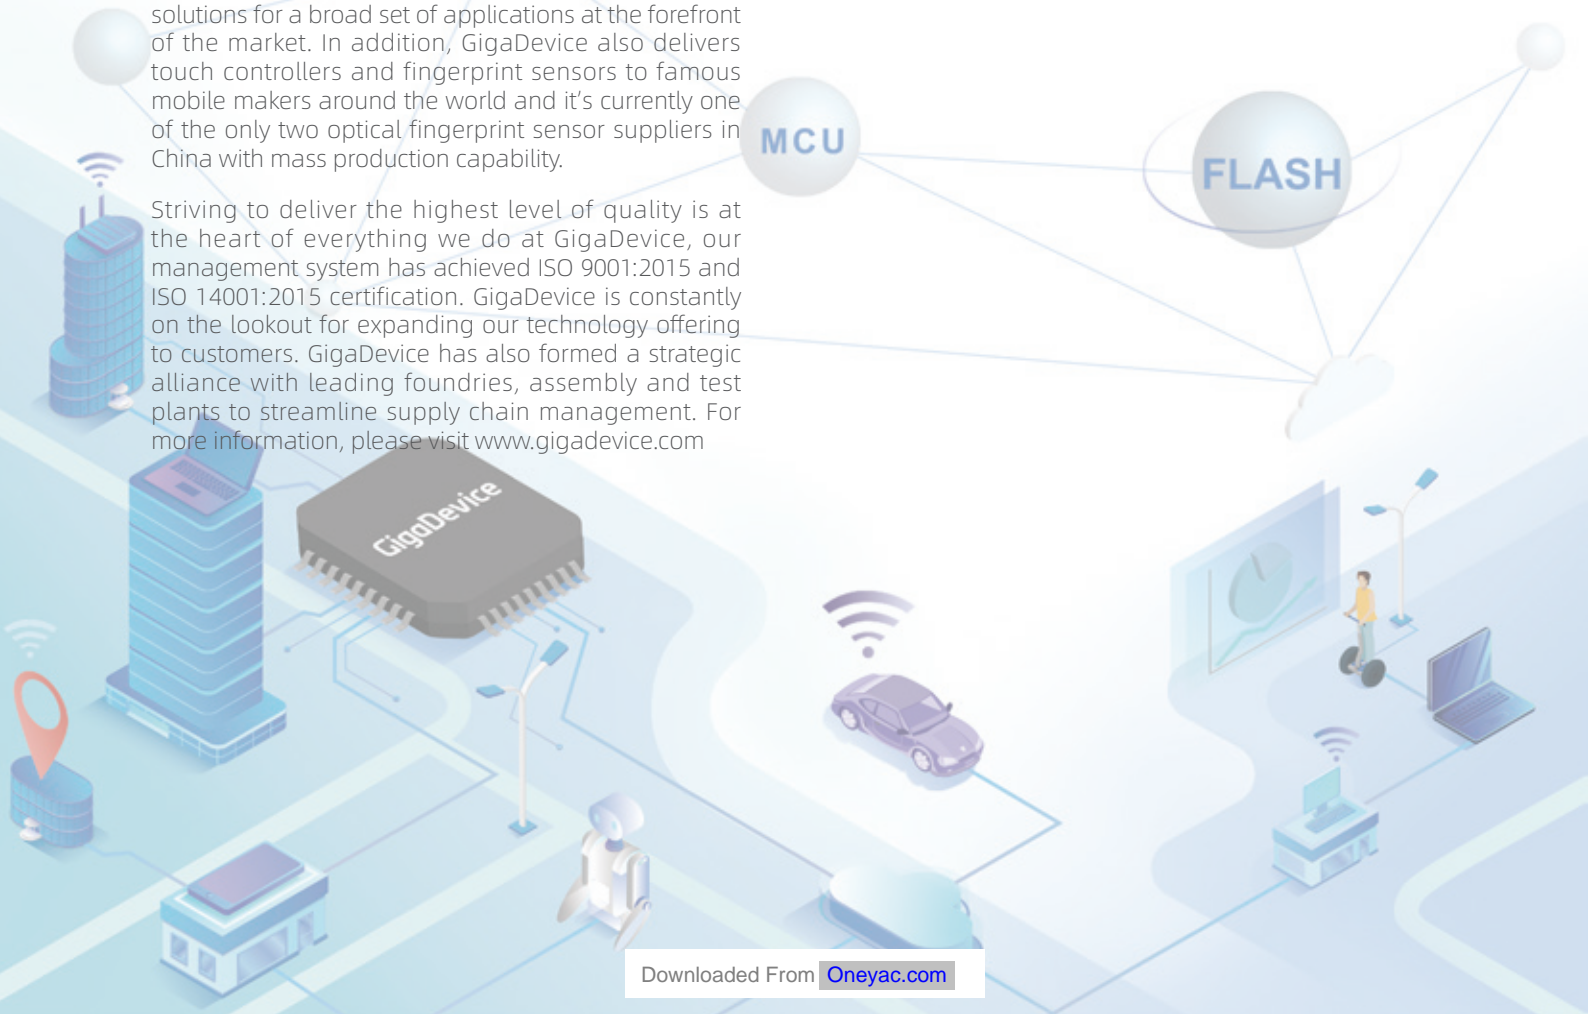 solutions for a broad set of applications at the forefront
of the market. In addition, GigaDevice also delivers
touch controllers and fingerprint sensors to famous
mobile makers around the world and it's currently one
of the only two optical fingerprint sensor suppliers in
China with mass production capability.
Striving to deliver the highest level of quality is at
the heart of everything we do at GigaDevice, our
management system has achieved ISO 9001:2015 and
ISO 14001:2015 certification. GigaDevice is constantly
on the lookout for expanding our technology offering
to customers. GigaDevice has also formed a strategic
alliance with leading foundries, assembly and test
plants to streamline supply chain management. For
more information, please visit www.gigadevice.com
MCU
FLASH
GigaDevice
Downloaded From Oneyac.com